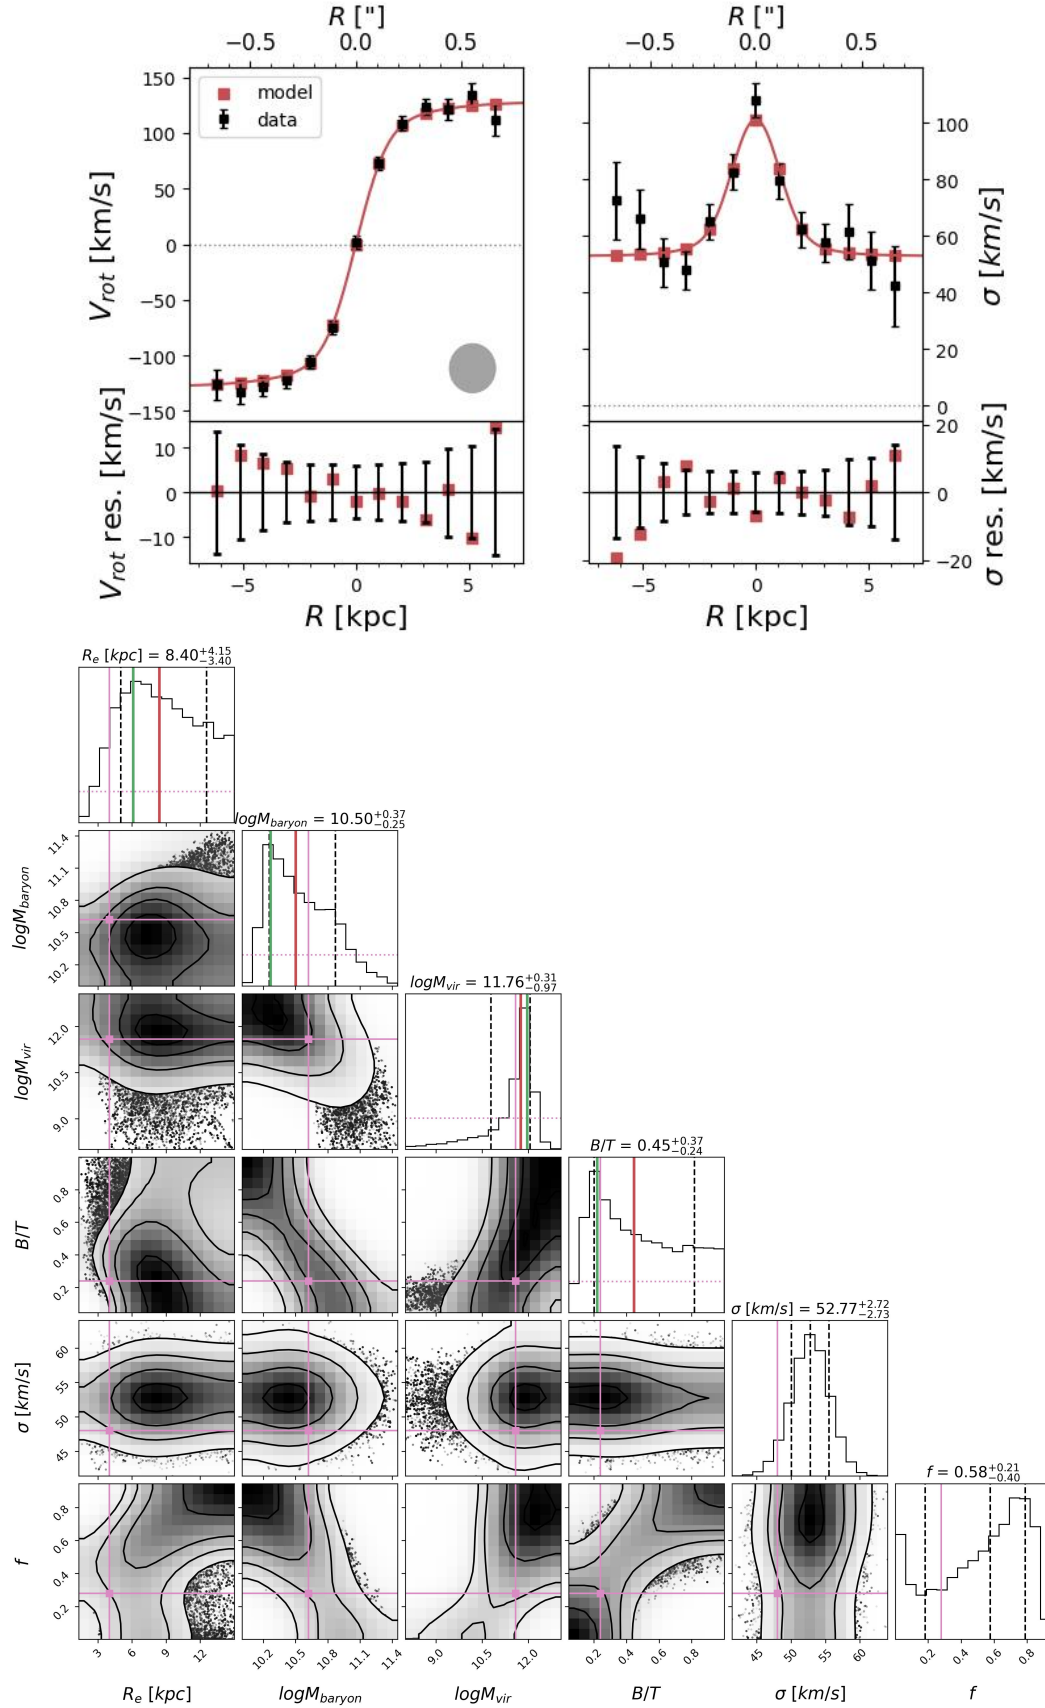 R ["]
R ["]
−0.5 0.0 0.5
−0.5 0.0 0.5
150
100
50
0
−50
−100
−150
V_rot [km/s]
model
data
100
80
60
40
20
0
σ [km/s]
10
0
−10
V_rot res. [km/s]
20
0
−20
σ res. [km/s]
−5 0 5
−5 0 5
R [kpc]
R [kpc]
R_e [kpc] = 8.40^{+4.15}_{−3.40}
logM_baryon = 10.50^{+0.37}_{−0.25}
11.4
11.1
10.8
10.5
10.2
logM_baryon
logM_vir = 11.76^{+0.31}_{−0.97}
12.0
10.5
9.0
logM_vir
B/T = 0.45^{+0.37}_{−0.24}
0.8
0.6
0.4
0.2
B/T
σ [km/s] = 52.77^{+2.72}_{−2.73}
60
55
50
45
σ [km/s]
f = 0.58^{+0.21}_{−0.40}
0.8
0.6
0.4
0.2
f
3 6 9 12
10.2 10.5 10.8 11.1 11.4
9.0 10.5 12.0
0.2 0.4 0.6 0.8
45 50 55 60
0.2 0.4 0.6 0.8
R_e [kpc]
logM_baryon
logM_vir
B/T
σ [km/s]
f